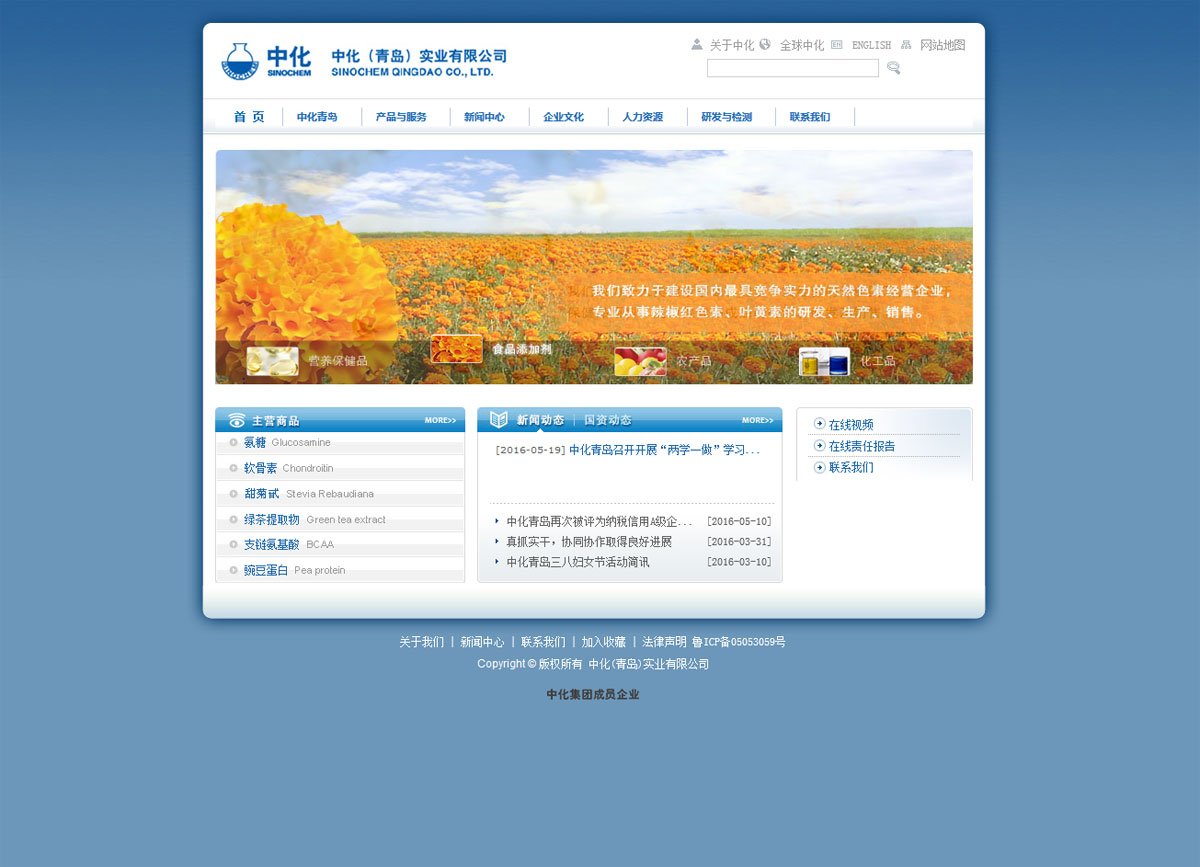 关于中化 全球中化 ENGLISH 网站地图
中化 SINOCHEM
中化（青岛）实业有限公司
SINOCHEM QINGDAO CO., LTD.
首 页 中化青岛 产品与服务 新闻中心 企业文化 人力资源 研发与检测 联系我们
我们致力于建设国内最具竞争实力的天然色素经营企业，
专业从事辣椒红色素、叶黄素的研发、生产、销售。
营养保健品 食品添加剂 农产品 化工品
主营商品 MORE>>
氨糖 Glucosamine
软骨素 Chondroilin
甜菊甙 Stevia Rebaudiana
绿茶提取物 Green tea extract
支链氨基酸 BCAA
豌豆蛋白 Pea protein
新闻动态 | 国资动态 MORE>>
[2016-05-19] 中化青岛召开开展“两学一做”学习...
中化青岛再次被评为纳税信用A级企... [2016-05-10]
真抓实干，协同协作取得良好进展 [2016-03-31]
中化青岛三八妇女节活动简讯 [2016-03-10]
在线视频
在线责任报告
联系我们
关于我们 | 新闻中心 | 联系我们 | 加入收藏 | 法律声明 鲁ICP备05053059号
Copyright © 版权所有 中化(青岛)实业有限公司
中化集团成员企业